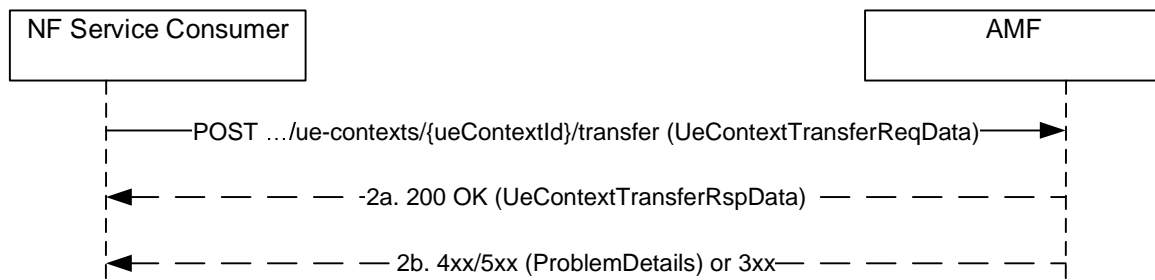 NF Service Consumer
AMF
POST …/ue-contexts/{ueContextId}/transfer (UeContextTransferReqData)
2a. 200 OK (UeContextTransferRspData)
2b. 4xx/5xx (ProblemDetails) or 3xx